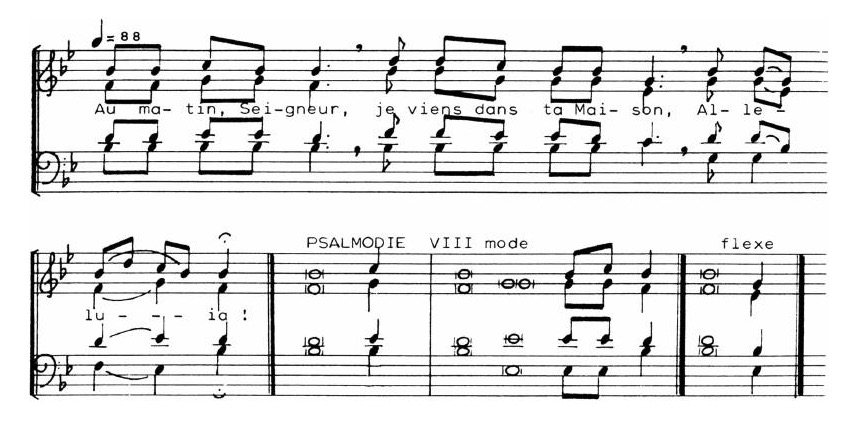 ♩=88
Au ma- tin, Sei-gneur, je viens dans ta Mai- son, Al- le -
PSALMODIE VIII mode flexe
lu - - - ia !